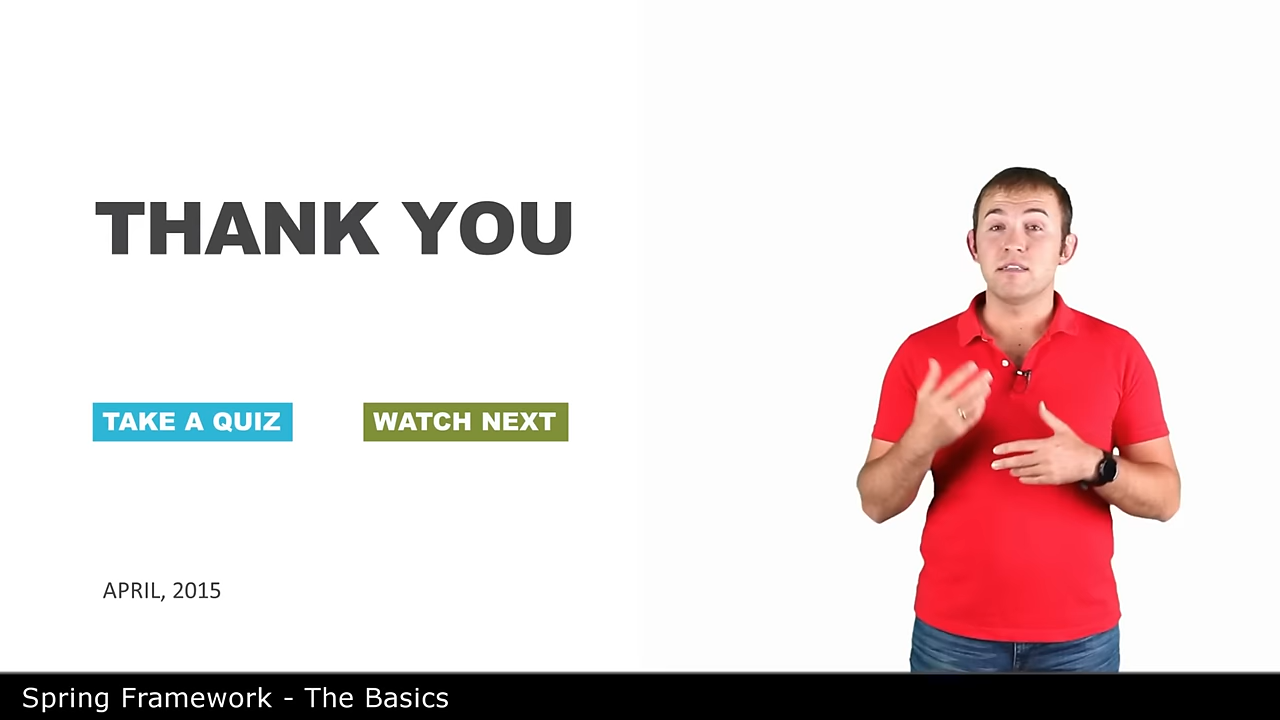 THANK YOU
TAKE A QUIZ
WATCH NEXT
APRIL, 2015
Spring Framework - The Basics